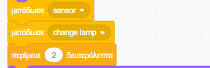 μετάδωσε sensor
μετάδωσε change lamp
περίμενε 2 δευτερόλεπτα